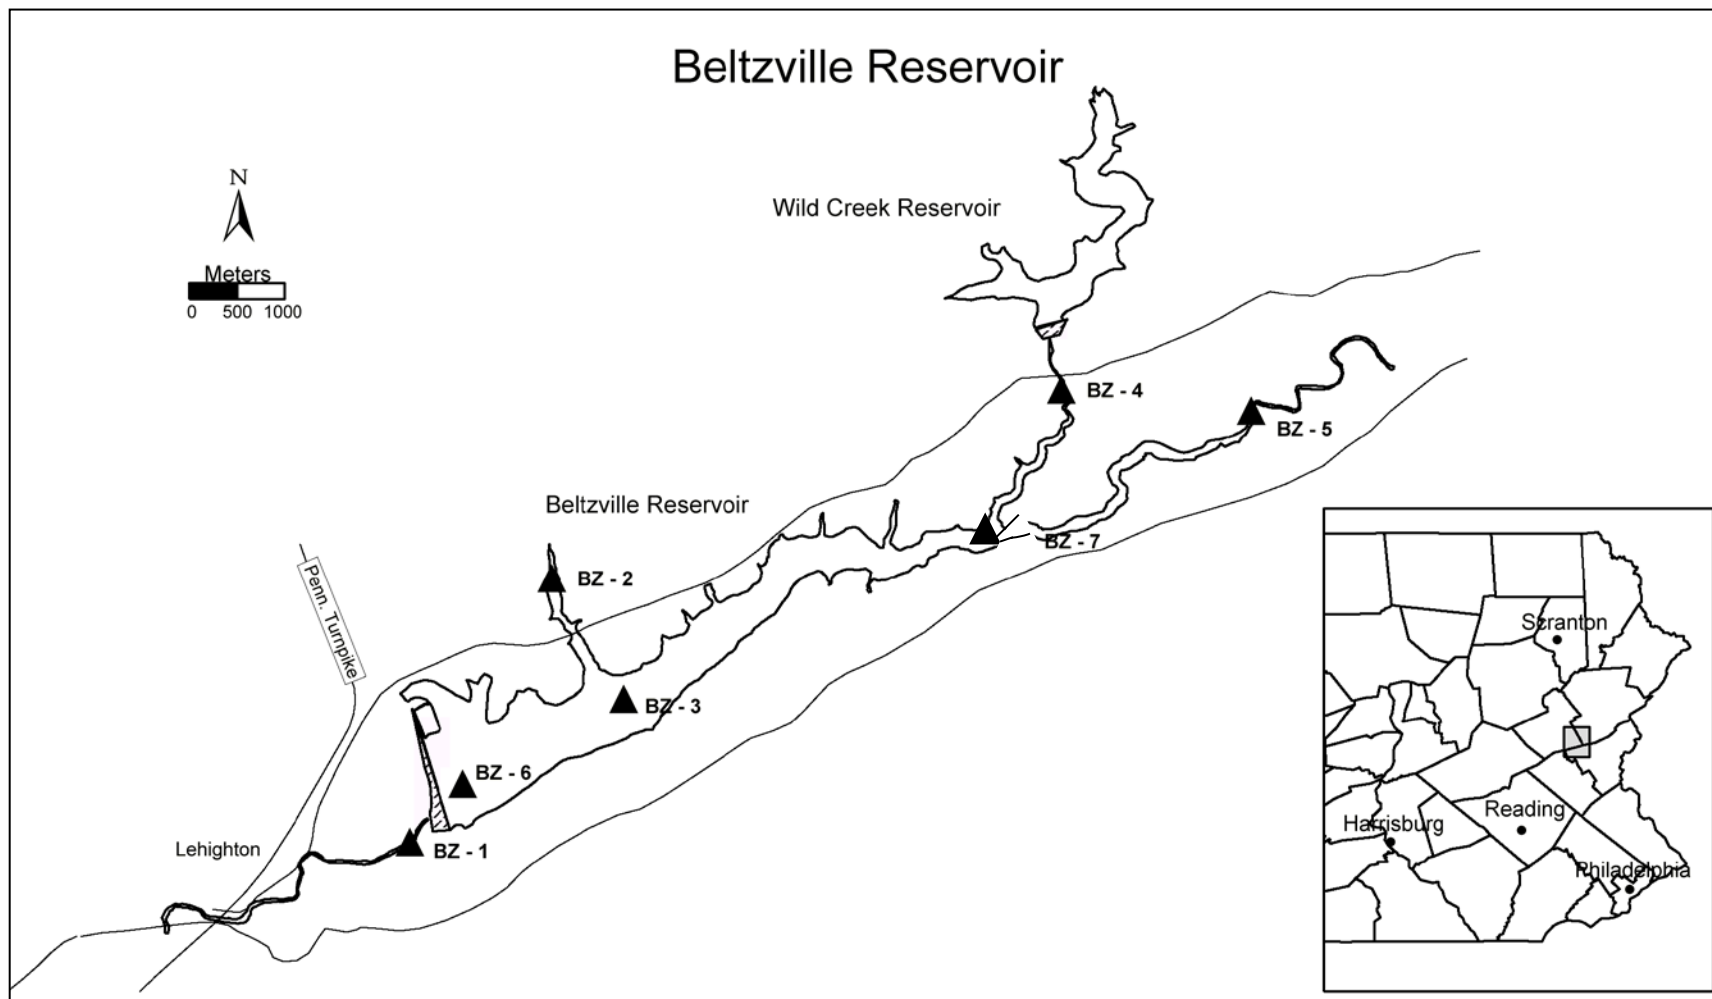 Beltzville Reservoir
N
Meters
0 500 1000
Wild Creek Reservoir
BZ - 4
BZ - 5
Beltzville Reservoir
BZ - 7
BZ - 2
Penn. Turnpike
BZ - 3
BZ - 6
BZ - 1
Lehighton
Scranton
Reading
Harrisburg
Philadelphia